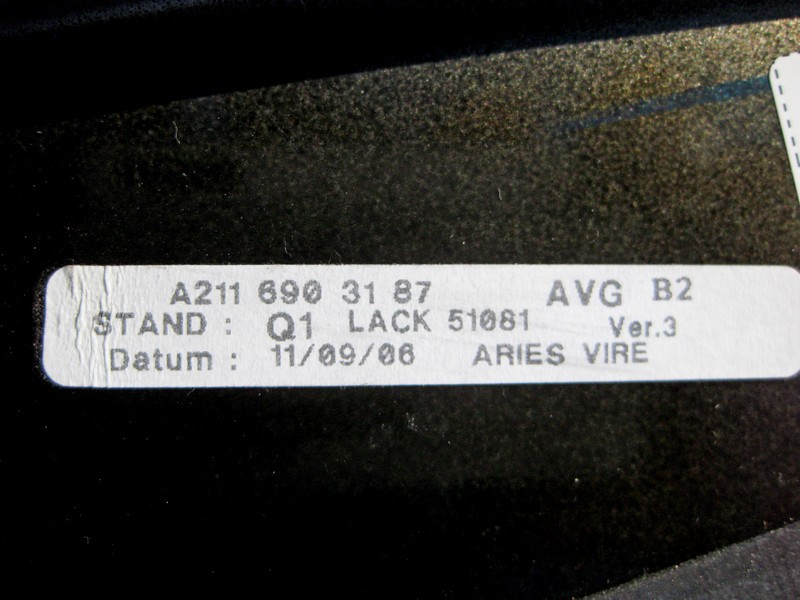 A211 690 31 87 AVG B2
STAND : Q1 LACK 51081 Ver.3
Datum : 11/09/06 ARIES VIRE